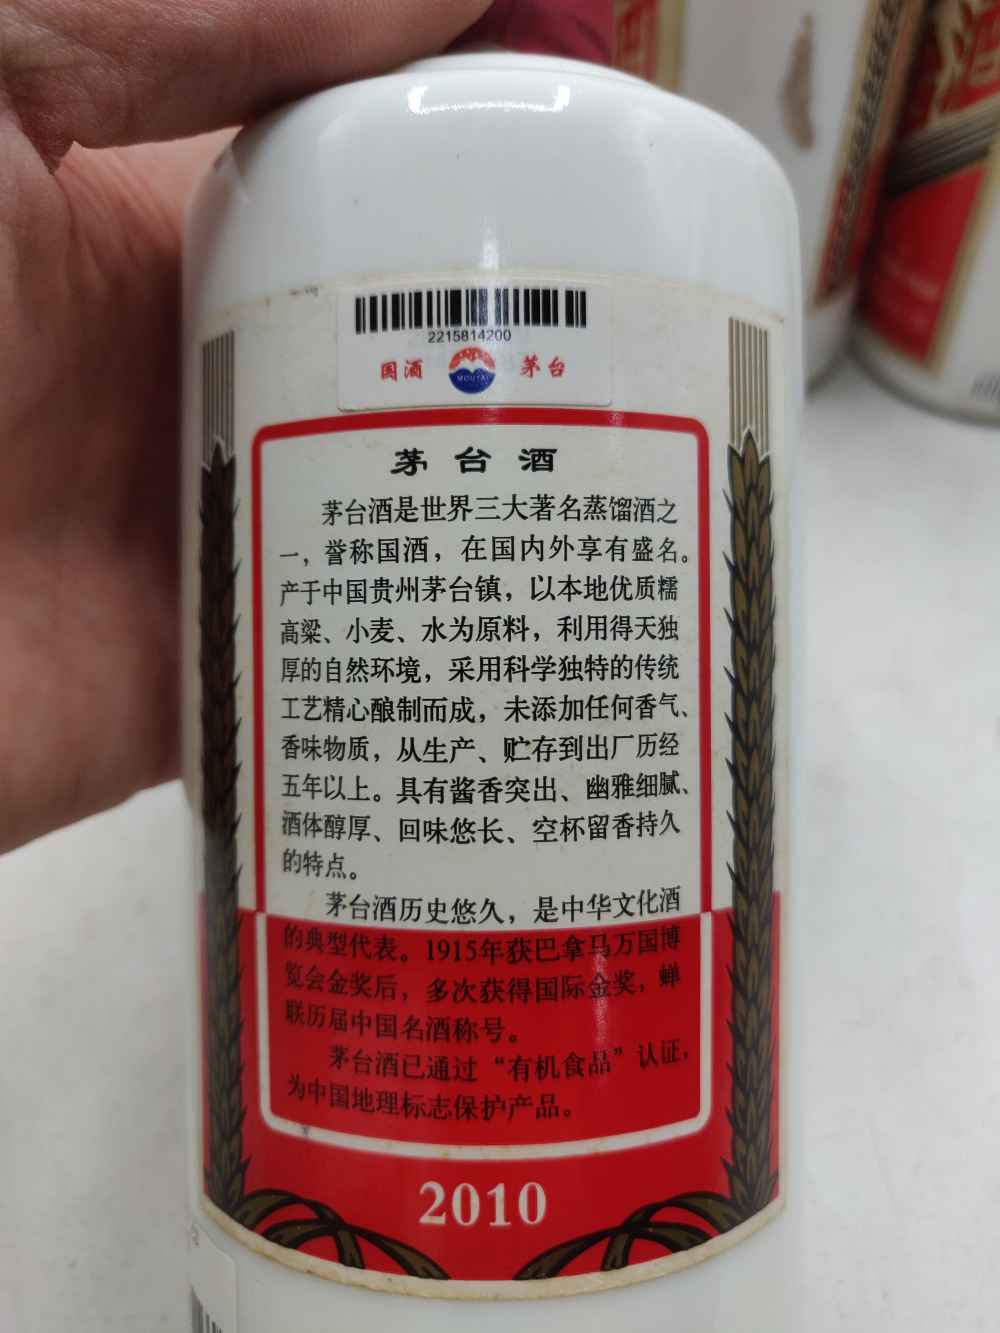 2215814200
国酒 MOUTAI 茅台
茅台酒
茅台酒是世界三大著名蒸馏酒之
一，誉称国酒，在国内外享有盛名。
产于中国贵州茅台镇，以本地优质糯
高粱、小麦、水为原料，利用得天独
厚的自然环境，采用科学独特的传统
工艺精心酿制而成，未添加任何香气、
香味物质，从生产、贮存到出厂历经
五年以上。具有酱香突出、幽雅细腻、
酒体醇厚、回味悠长、空杯留香持久
的特点。
茅台酒历史悠久，是中华文化酒
的典型代表。1915年获巴拿马万国博
览会金奖后，多次获得国际金奖，蝉
联历届中国名酒称号。
茅台酒已通过“有机食品”认证，
为中国地理标志保护产品。
2010
酒